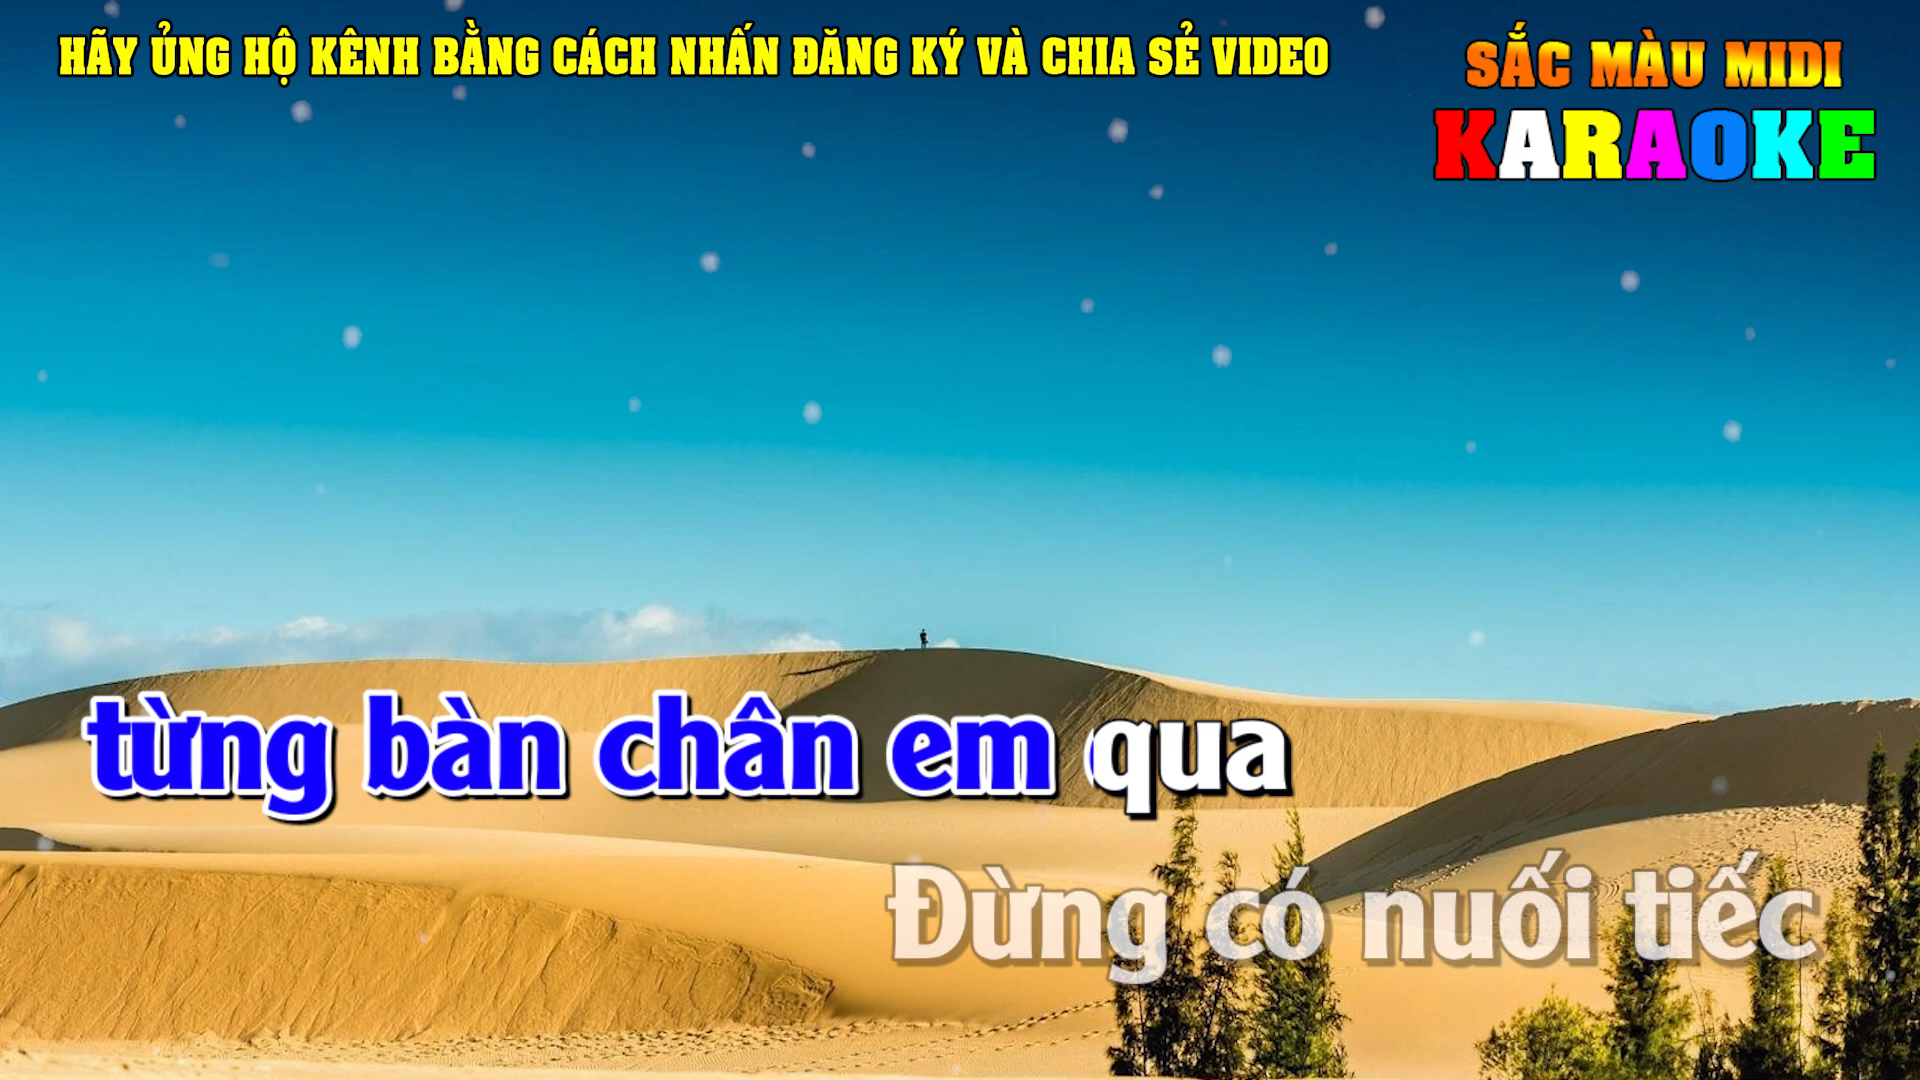 HÃY ỦNG HỘ KÊNH BẰNG CÁCH NHẤN ĐĂNG KÝ VÀ CHIA SẺ VIDEO
SẮC MÀU MIDI
KARAOKE
từng bàn chân em qua
Đừng có nuối tiếc